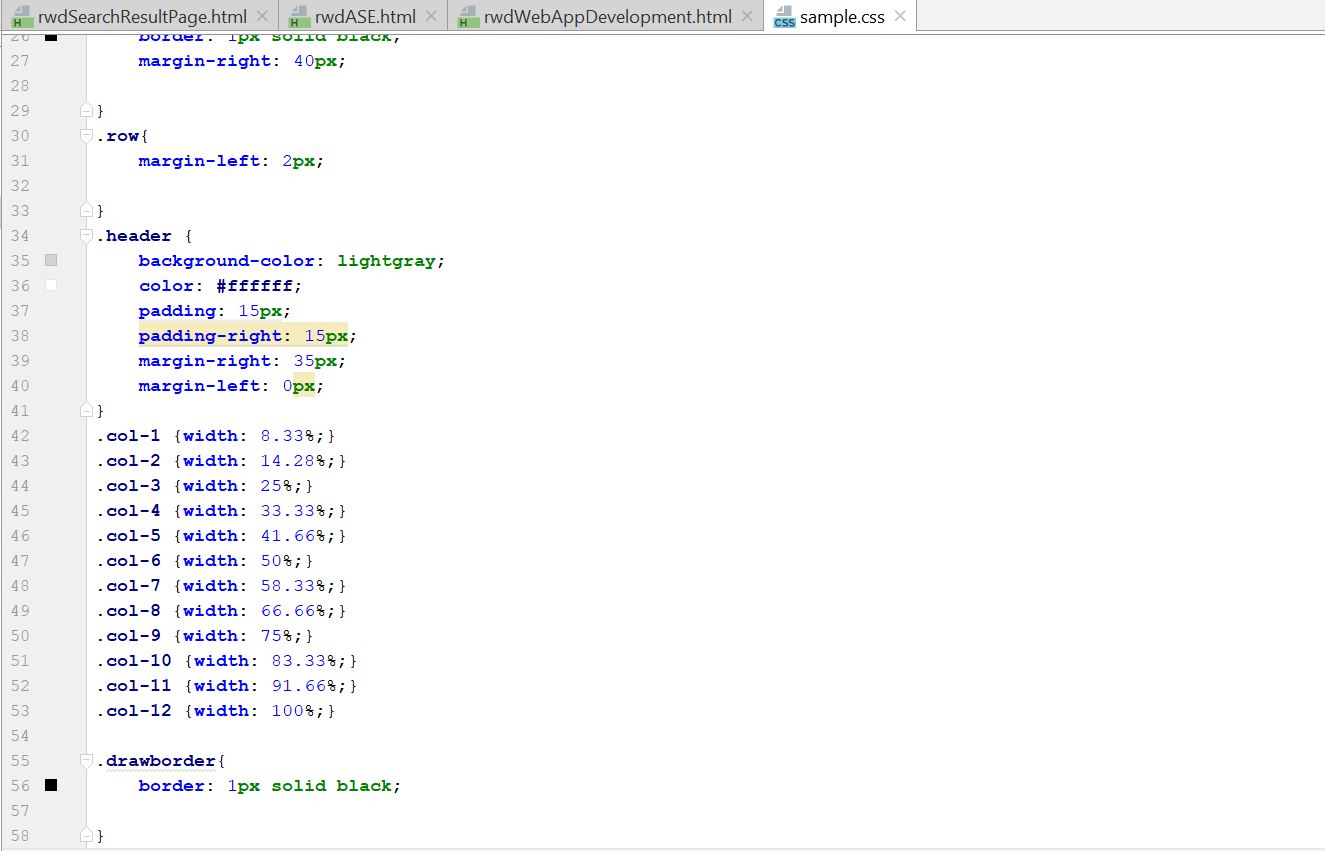 rwdSearchResultPage.html rwdASE.html rwdWebAppDevelopment.html sample.css
26 border: 1px solid black;
27 margin-right: 40px;
28
29 }
30 .row{
31 margin-left: 2px;
32
33 }
34 .header {
35 background-color: lightgray;
36 color: #ffffff;
37 padding: 15px;
38 padding-right: 15px;
39 margin-right: 35px;
40 margin-left: 0px;
41 }
42 .col-1 {width: 8.33%;}
43 .col-2 {width: 14.28%;}
44 .col-3 {width: 25%;}
45 .col-4 {width: 33.33%;}
46 .col-5 {width: 41.66%;}
47 .col-6 {width: 50%;}
48 .col-7 {width: 58.33%;}
49 .col-8 {width: 66.66%;}
50 .col-9 {width: 75%;}
51 .col-10 {width: 83.33%;}
52 .col-11 {width: 91.66%;}
53 .col-12 {width: 100%;}
54
55 .drawborder{
56 border: 1px solid black;
57
58 }